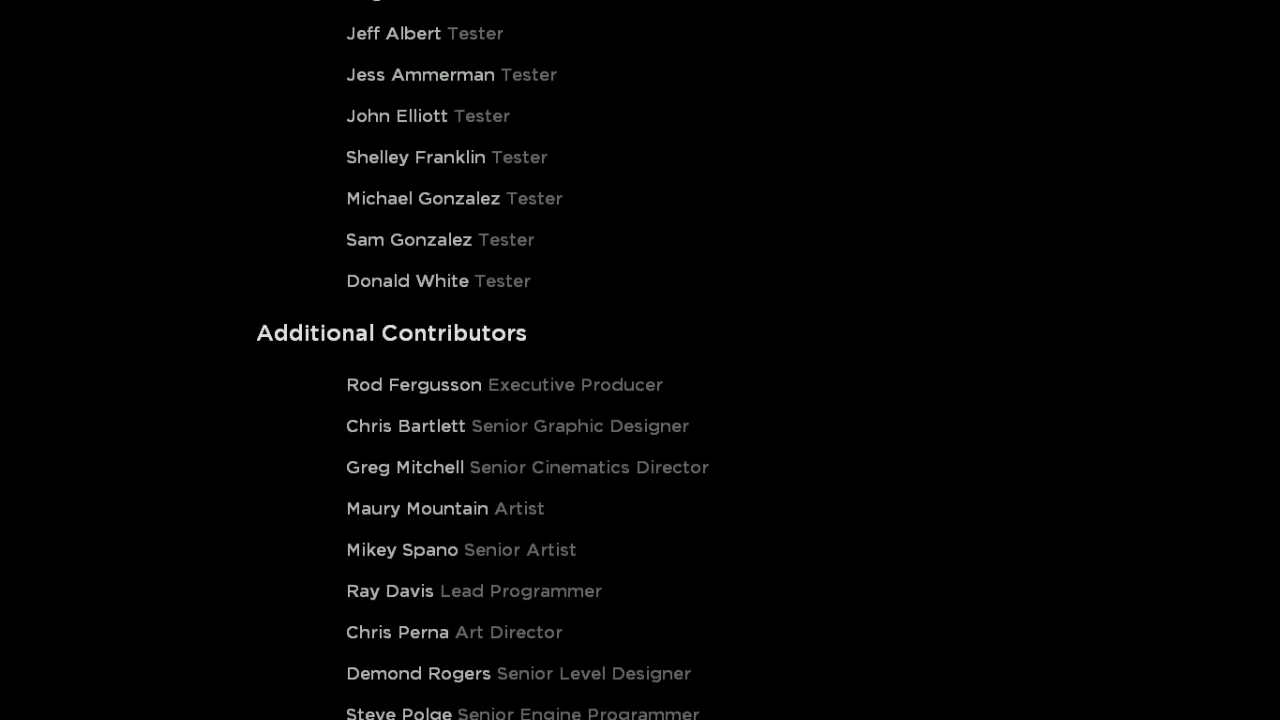 Jeff Albert Tester
Jess Ammerman Tester
John Elliott Tester
Shelley Franklin Tester
Michael Gonzalez Tester
Sam Gonzalez Tester
Donald White Tester
Additional Contributors
Rod Fergusson Executive Producer
Chris Bartlett Senior Graphic Designer
Greg Mitchell Senior Cinematics Director
Maury Mountain Artist
Mikey Spano Senior Artist
Ray Davis Lead Programmer
Chris Perna Art Director
Demond Rogers Senior Level Designer
Steve Polge Senior Engine Programmer